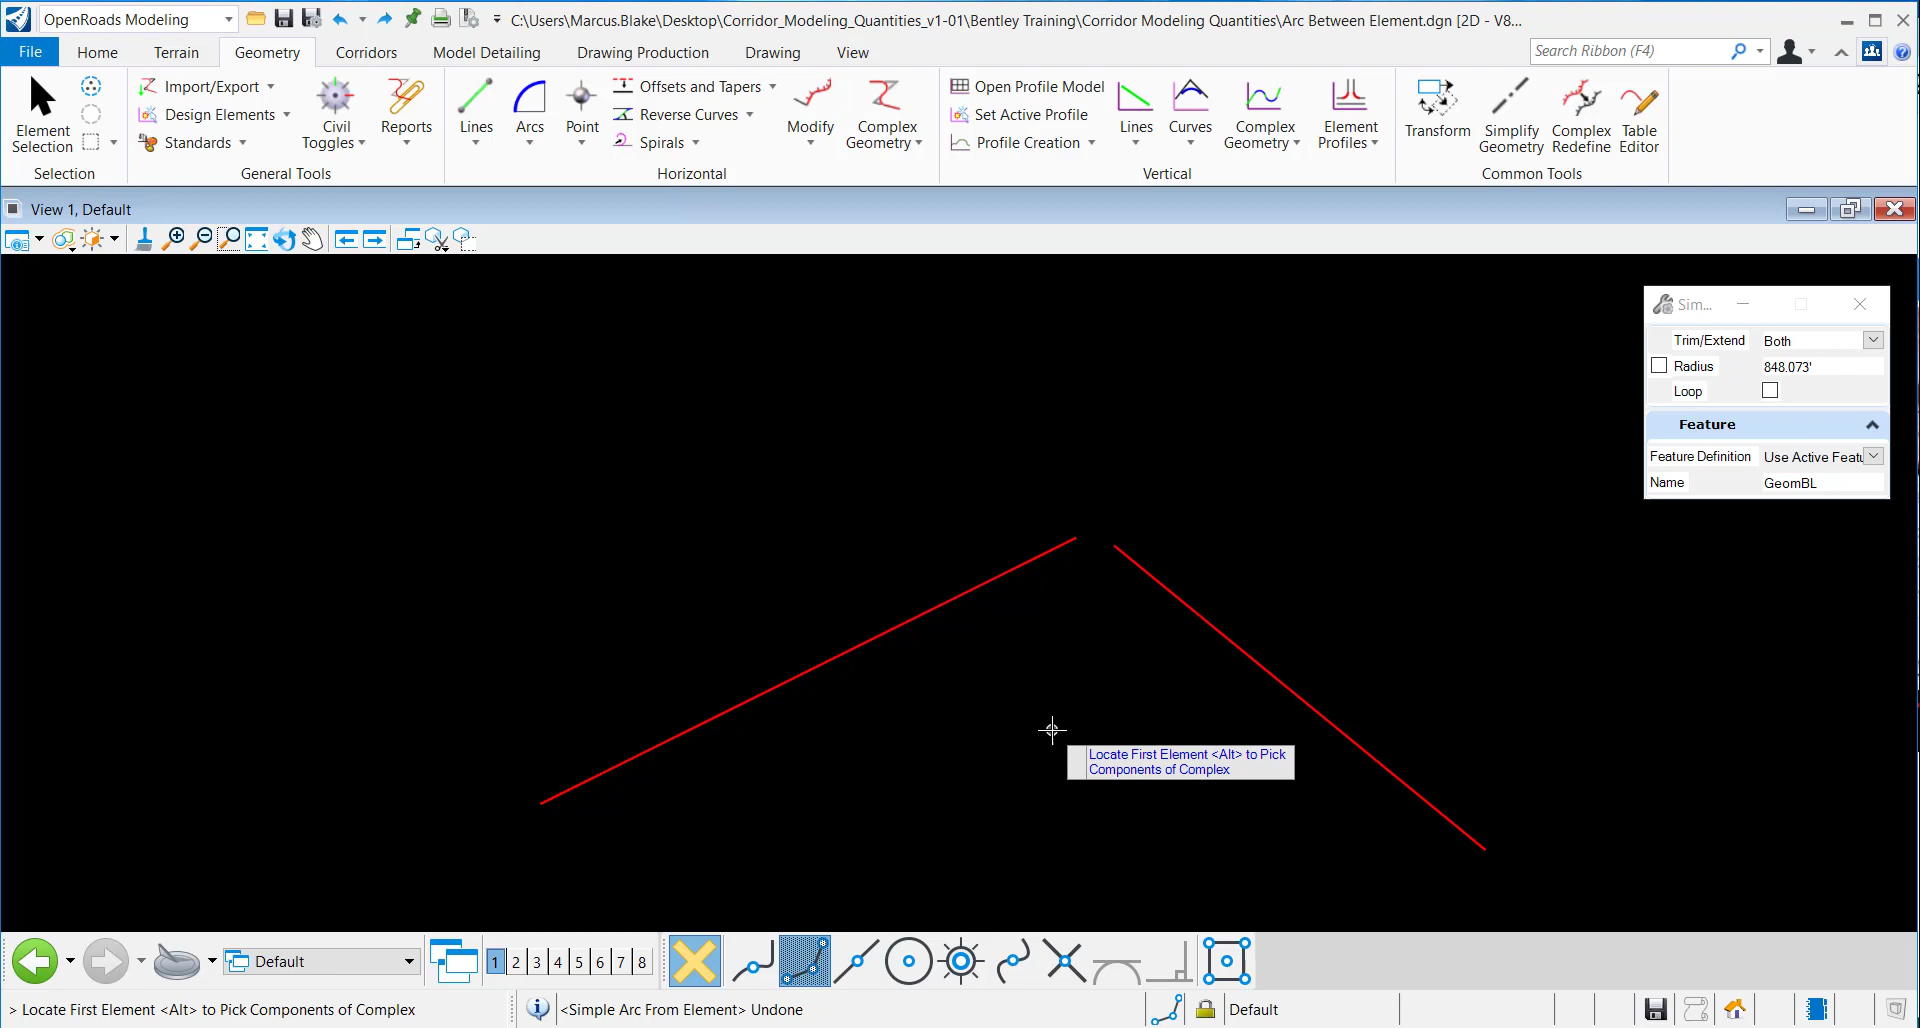 OpenRoads Modeling
C:\Users\Marcus.Blake\Desktop\Corridor_Modeling_Quantities_v1-01\Bentley Training\Corridor Modeling Quantities\Arc Between Element.dgn [2D - V8...
File Home Terrain Geometry Corridors Model Detailing Drawing Production Drawing View
Search Ribbon (F4)
Element Selection
Selection
Import/Export
Design Elements
Standards
Civil Toggles
Reports
General Tools
Lines
Arcs
Point
Offsets and Tapers
Reverse Curves
Spirals
Modify
Complex Geometry
Horizontal
Open Profile Model
Set Active Profile
Profile Creation
Lines
Curves
Complex Geometry
Element Profiles
Vertical
Transform
Simplify Geometry
Complex Redefine
Table Editor
Common Tools
View 1, Default
Sim...
Trim/Extend Both
Radius 848.073'
Loop
Feature
Feature Definition Use Active Featu
Name GeomBL
Locate First Element <Alt> to Pick
Components of Complex
Default
1 2 3 4 5 6 7 8
> Locate First Element <Alt> to Pick Components of Complex
<Simple Arc From Element> Undone
Default